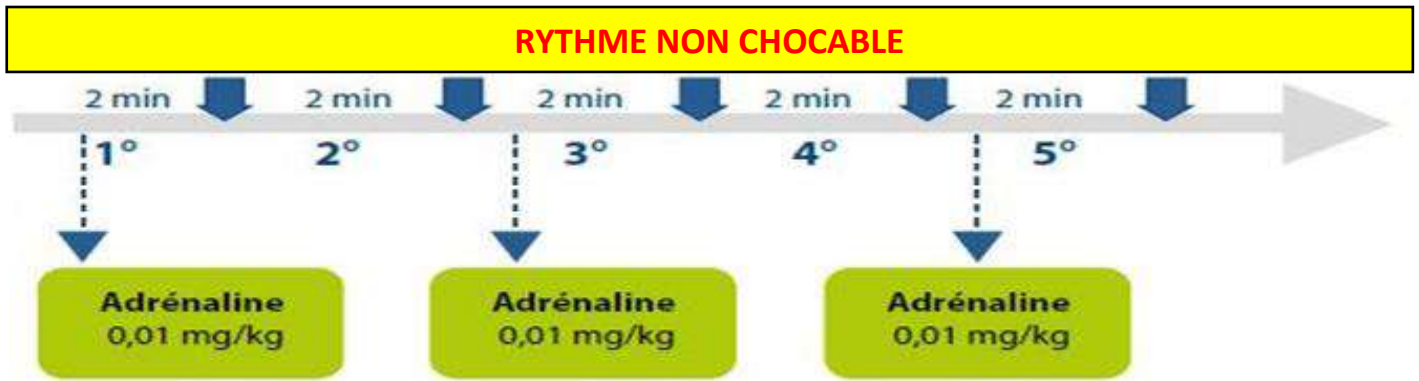 RYTHME NON CHOCABLE
2 min 2 min 2 min 2 min 2 min
1° 2° 3° 4° 5°
Adrénaline
0,01 mg/kg
Adrénaline
0,01 mg/kg
Adrénaline
0,01 mg/kg